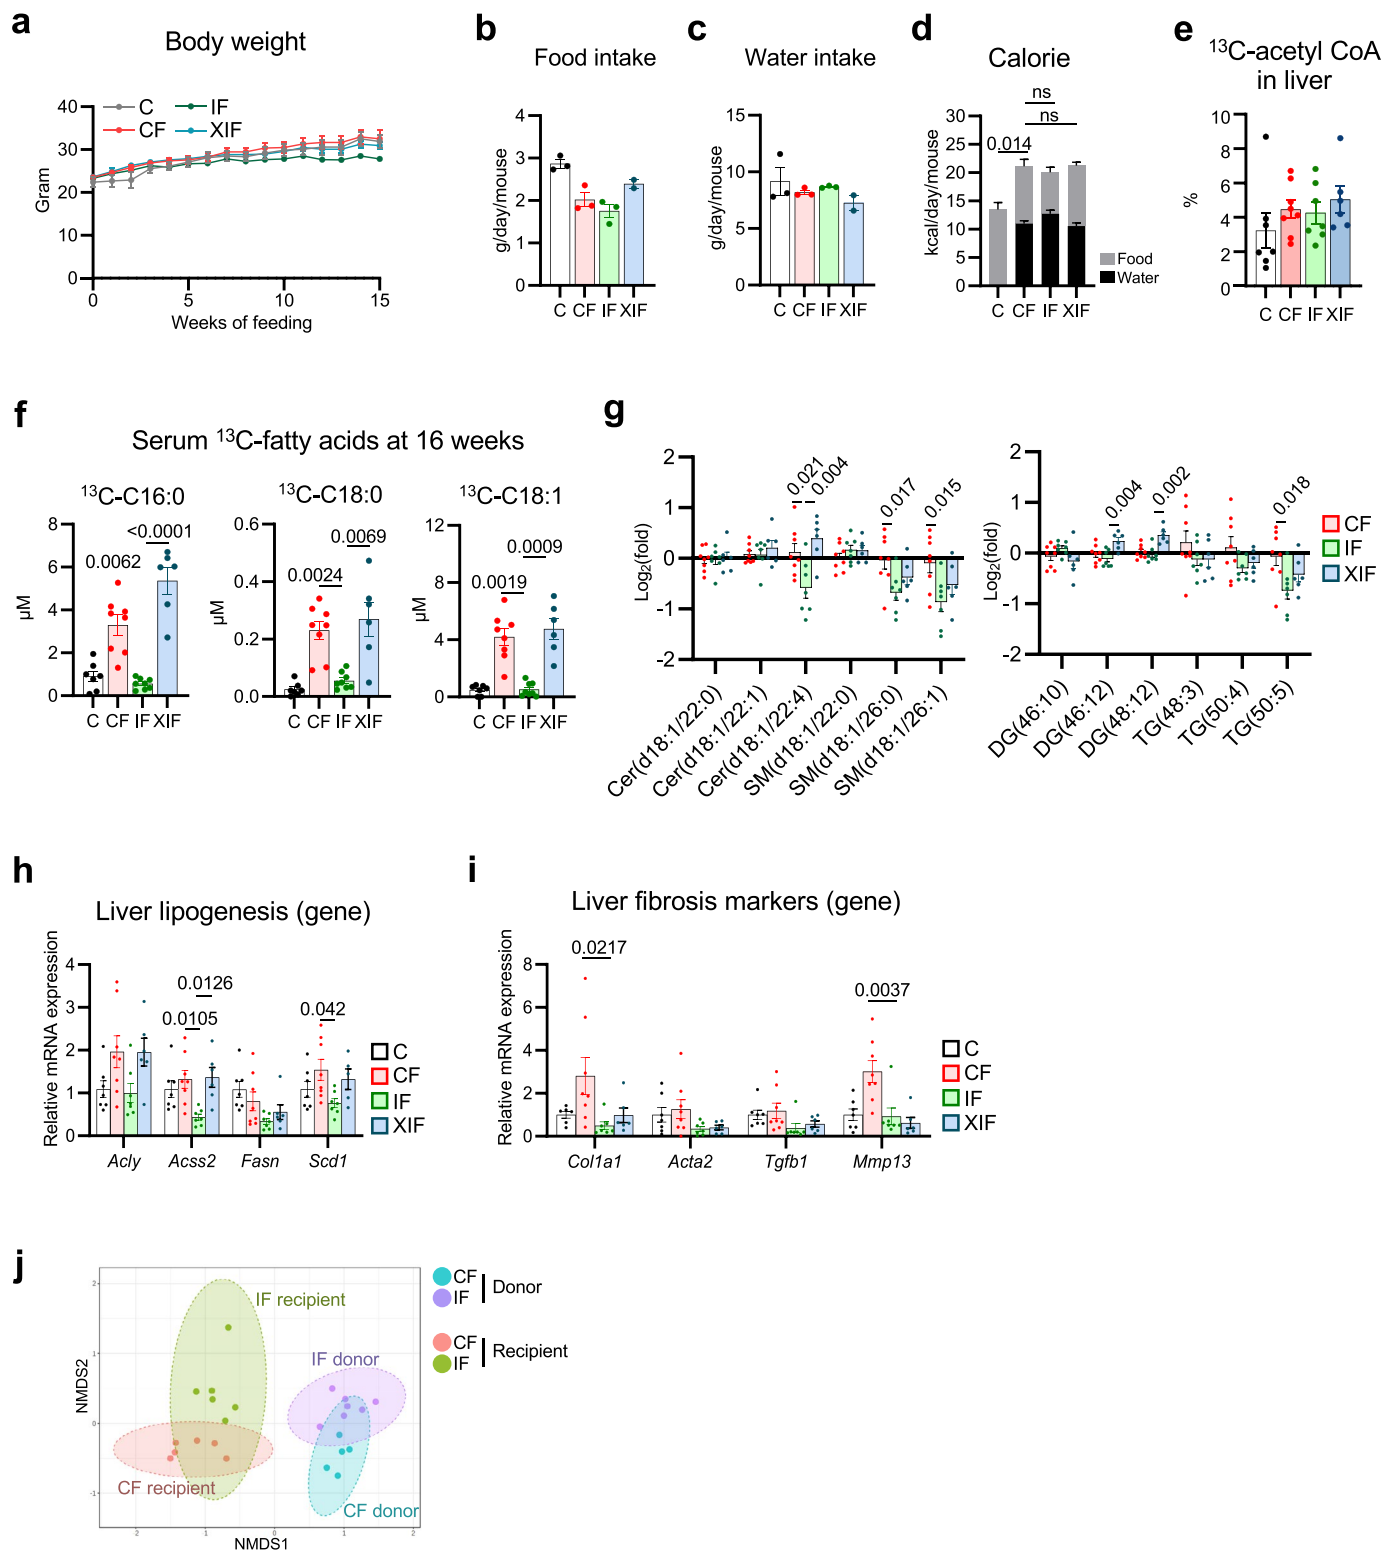 a
Body weight
40
30
20
10
0
Gram
C
CF
IF
XIF
0
5
10
15
Weeks of feeding
b
Food intake
4
3
2
1
0
g/day/mouse
C CF IF XIF
c
Water intake
15
10
5
0
g/day/mouse
C CF IF XIF
d
Calorie
ns
ns
0.014
30
25
20
15
10
5
0
kcal/day/mouse
Food
Water
C CF IF XIF
e
¹³C-acetyl CoA
in liver
10
8
6
4
2
0
%
C CF IF XIF
f
Serum ¹³C-fatty acids at 16 weeks
¹³C-C16:0
<0.0001
0.0062
8
6
4
2
0
µM
C CF IF XIF
¹³C-C18:0
0.0069
0.0024
0.6
0.4
0.2
0.0
µM
C CF IF XIF
¹³C-C18:1
0.0009
0.0019
12
8
4
0
µM
C CF IF XIF
g
2
1
0
-1
-2
Log₂(fold)
0.021
0.004
0.017
0.015
Cer(d18:1/22:0)
Cer(d18:1/22:1)
Cer(d18:1/22:4)
SM(d18:1/22:0)
SM(d18:1/26:0)
SM(d18:1/26:1)
2
1
0
-1
-2
Log₂(fold)
0.004
0.002
0.018
DG(46:10)
DG(46:12)
DG(48:12)
TG(48:3)
TG(50:4)
TG(50:5)
CF
IF
XIF
h
Liver lipogenesis (gene)
4
3
2
1
0
Relative mRNA expression
0.0126
0.0105
0.042
Acly
Acss2
Fasn
Scd1
C
CF
IF
XIF
i
Liver fibrosis markers (gene)
8
6
4
2
0
Relative mRNA expression
0.0217
0.0037
Col1a1
Acta2
Tgfb1
Mmp13
C
CF
IF
XIF
j
2
1
0
-1
NMDS2
IF recipient
IF donor
CF recipient
CF donor
2
1
0
1
2
NMDS1
CF
IF
Donor
CF
IF
Recipient